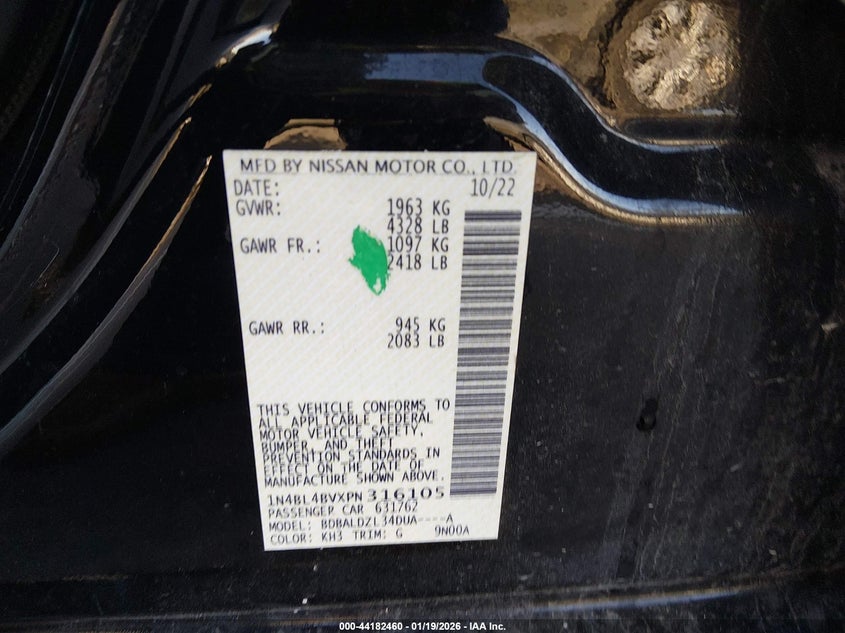 MFD BY NISSAN MOTOR CO., LTD.
DATE: 10/22
GVWR: 1963 KG
4328 LB
GAWR FR.: 1097 KG
2418 LB
GAWR RR.: 945 KG
2083 LB
THIS VEHICLE CONFORMS TO
ALL APPLICABLE FEDERAL
MOTOR VEHICLE SAFETY,
BUMPER, AND THEFT
PREVENTION STANDARDS IN
EFFECT ON THE DATE OF
MANUFACTURE SHOWN ABOVE.
1N4BL4BVXPN316105
PASSENGER CAR 631762
MODEL: BDBALDZL34DUA----A
COLOR: KH3 TRIM: G 9N00A
000-44182460 - 01/19/2026 - IAA Inc.